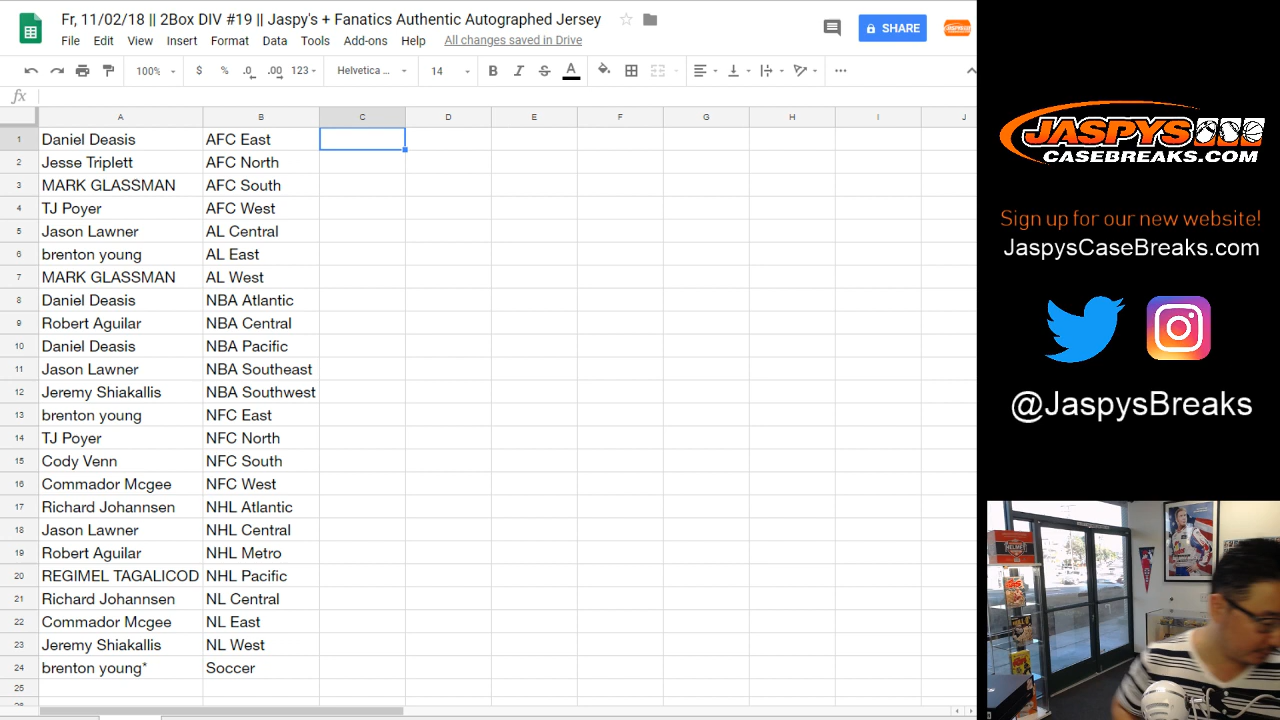 Fr, 11/02/18 || 2Box DIV #19 || Jaspy's + Fanatics Authentic Autographed Jersey
File Edit View Insert Format Data Tools Add-ons Help All changes saved in Drive
SHARE
100% $ % .0 .00 123 Helvetica ... 14 B I S A
fx
A B C D E F G H I J
1 Daniel Deasis AFC East
2 Jesse Triplett AFC North
3 MARK GLASSMAN AFC South
4 TJ Poyer AFC West
5 Jason Lawner AL Central
6 brenton young AL East
7 MARK GLASSMAN AL West
8 Daniel Deasis NBA Atlantic
9 Robert Aguilar NBA Central
10 Daniel Deasis NBA Pacific
11 Jason Lawner NBA Southeast
12 Jeremy Shiakallis NBA Southwest
13 brenton young NFC East
14 TJ Poyer NFC North
15 Cody Venn NFC South
16 Commador Mcgee NFC West
17 Richard Johannsen NHL Atlantic
18 Jason Lawner NHL Central
19 Robert Aguilar NHL Metro
20 REGIMEL TAGALICOD NHL Pacific
21 Richard Johannsen NL Central
22 Commador Mcgee NL East
23 Jeremy Shiakallis NL West
24 brenton young* Soccer
25
JASPYS
CASEBREAKS.COM
Sign up for our new website!
JaspysCaseBreaks.com
@JaspysBreaks